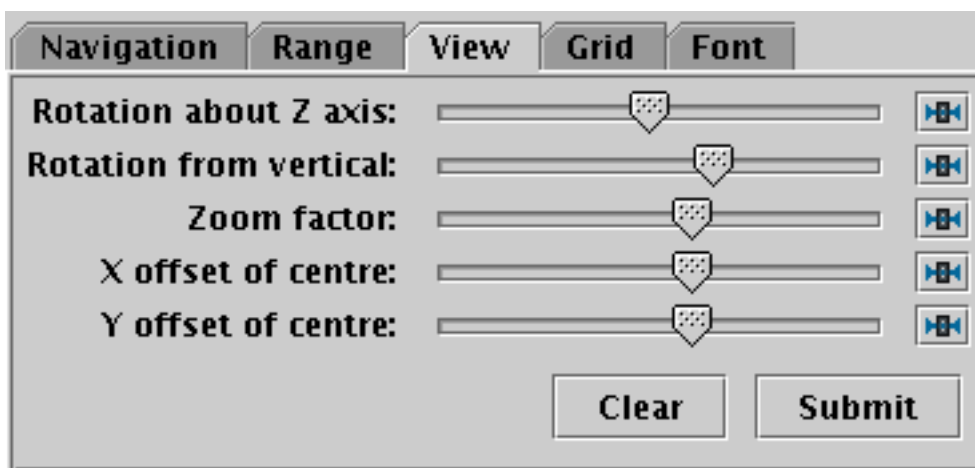 Navigation Range View Grid Font
Rotation about Z axis:
Rotation from vertical:
Zoom factor:
X offset of centre:
Y offset of centre:
Clear Submit